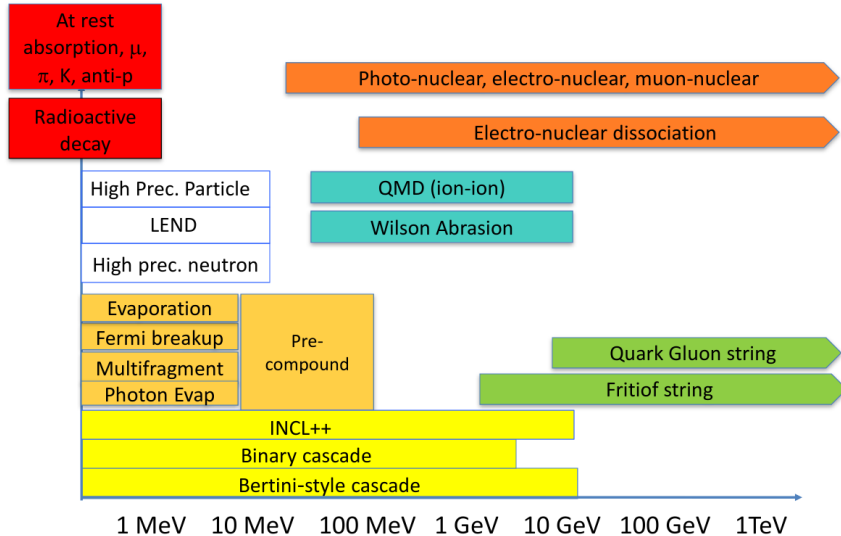 At rest
absorption, μ,
π, K, anti-p
Photo-nuclear, electro-nuclear, muon-nuclear
Radioactive
decay
Electro-nuclear dissociation
High Prec. Particle
QMD (ion-ion)
LEND
Wilson Abrasion
High prec. neutron
Evaporation
Fermi breakup
Pre-
compound
Multifragment
Photon Evap
Quark Gluon string
Fritiof string
INCL++
Binary cascade
Bertini-style cascade
1 MeV 10 MeV 100 MeV 1 GeV 10 GeV 100 GeV 1TeV